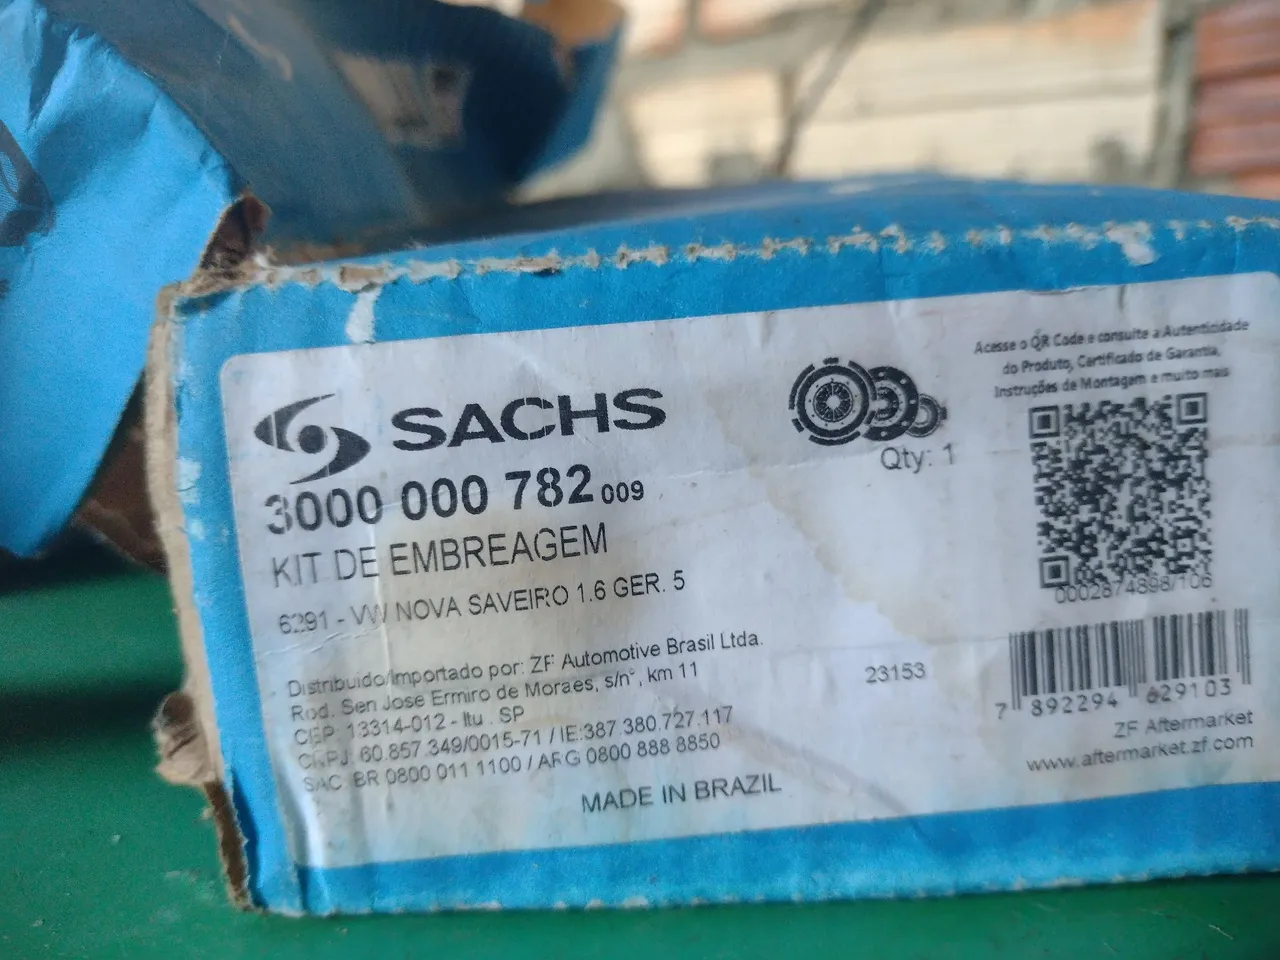 SACHS
3000 000 782 009
KIT DE EMBREAGEM
6291 - VW NOVA SAVEIRO 1.6 GER. 5
Distribuido/Importado por: ZF Automotive Brasil Ltda.
Rod. Sen Jose Ermiro de Moraes, s/n°, km 11
CEP: 13314-012 - Itu . SP
CNPJ: 60.857.349/0015-71 / IE:387.380.727.117
SAC BR 0800 011 1100 / ARG 0800 888 8850
MADE IN BRAZIL
Qty: 1
23153
Acesse o QR Code e consulte a Autenticidade
do Produto, Certificado de Garantia,
Instruções de Montagem e muito mais
0002874898/106
7 892294 629103
ZF Aftermarket
www.aftermarket.zf.com